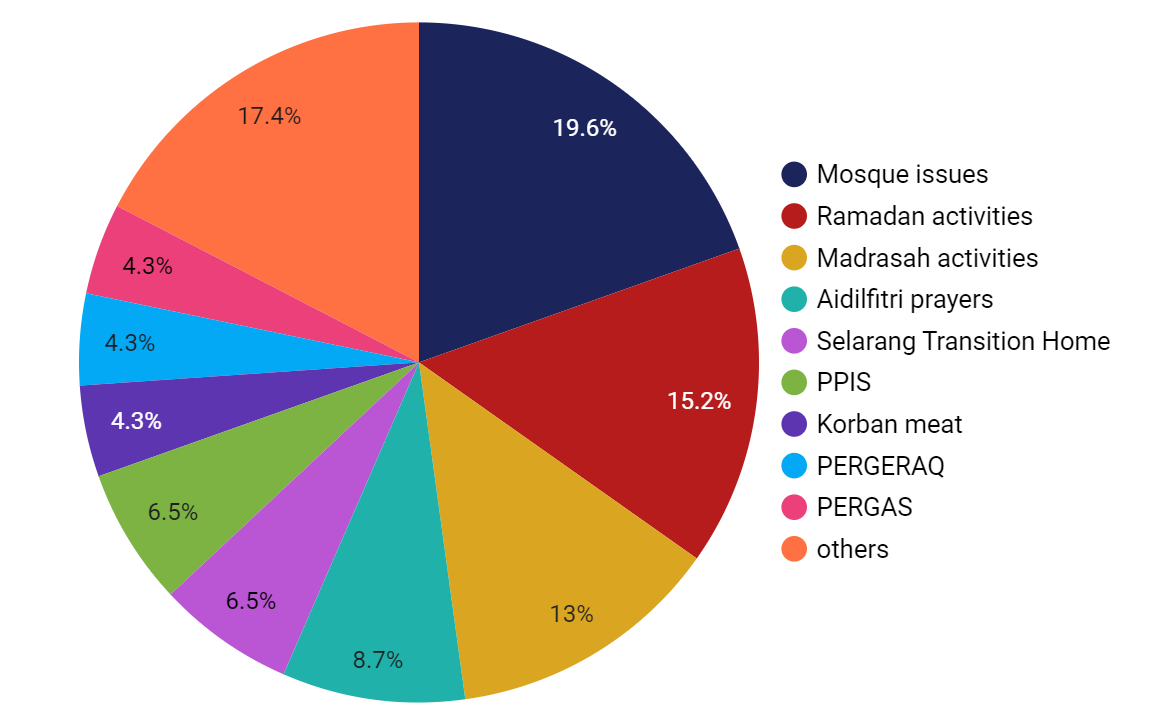 17.4%
19.6%
4.3%
4.3%
15.2%
4.3%
6.5%
6.5%
13%
8.7%
Mosque issues
Ramadan activities
Madrasah activities
Aidilfitri prayers
Selarang Transition Home
PPIS
Korban meat
PERGERAQ
PERGAS
others